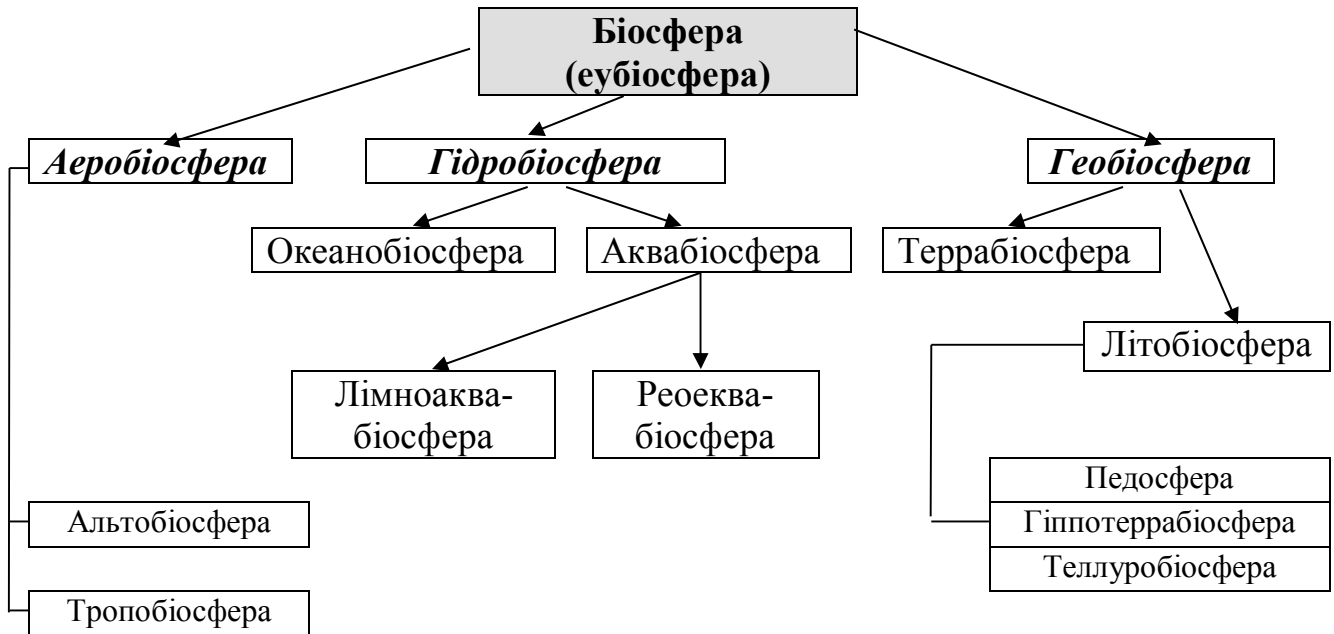 Біосфера
(еубіосфера)
Аеробіосфера
Гідробіосфера
Геобіосфера
Океанобіосфера
Аквабіосфера
Террабіосфера
Літобіосфера
Лімноаква-
біосфера
Реоеква-
біосфера
Педосфера
Гіппотеррабіосфера
Теллуробіосфера
Альтобіосфера
Тропобіосфера